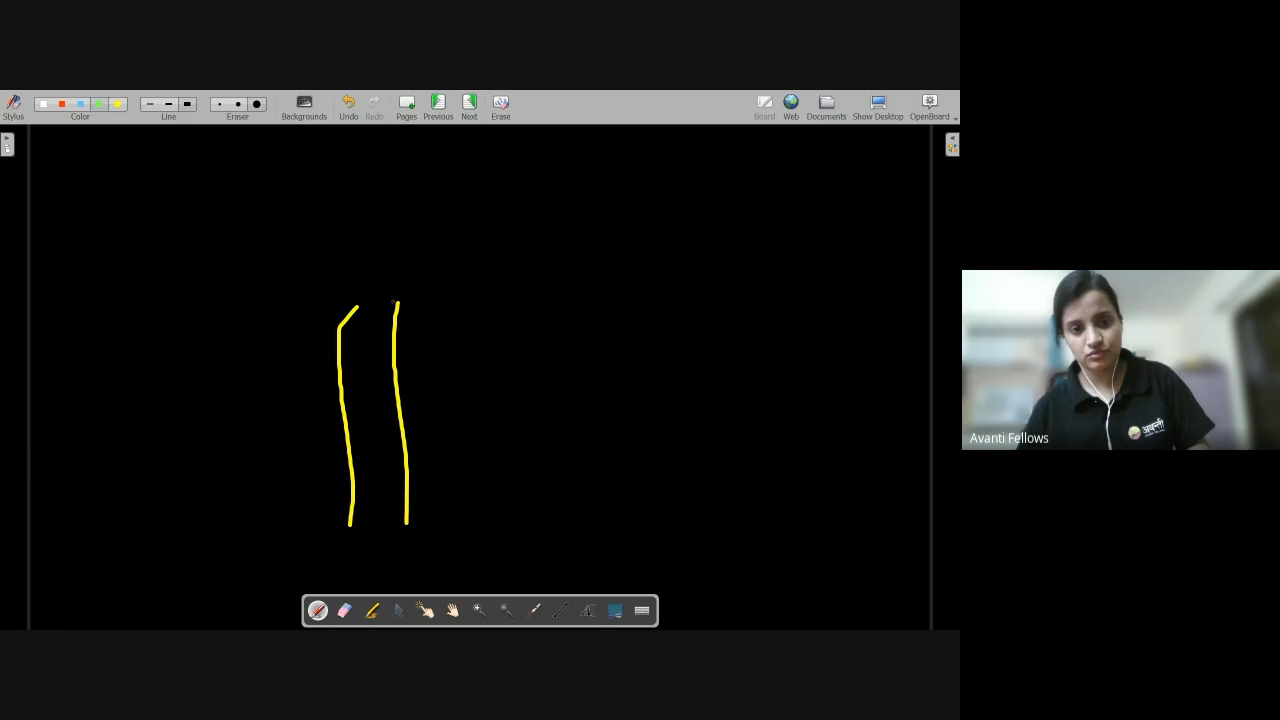 Stylus Color Line Eraser Backgrounds Undo Redo Pages Previous Next Erase Board Web Documents Show Desktop OpenBoard
अवन्ती
Avanti Fellows